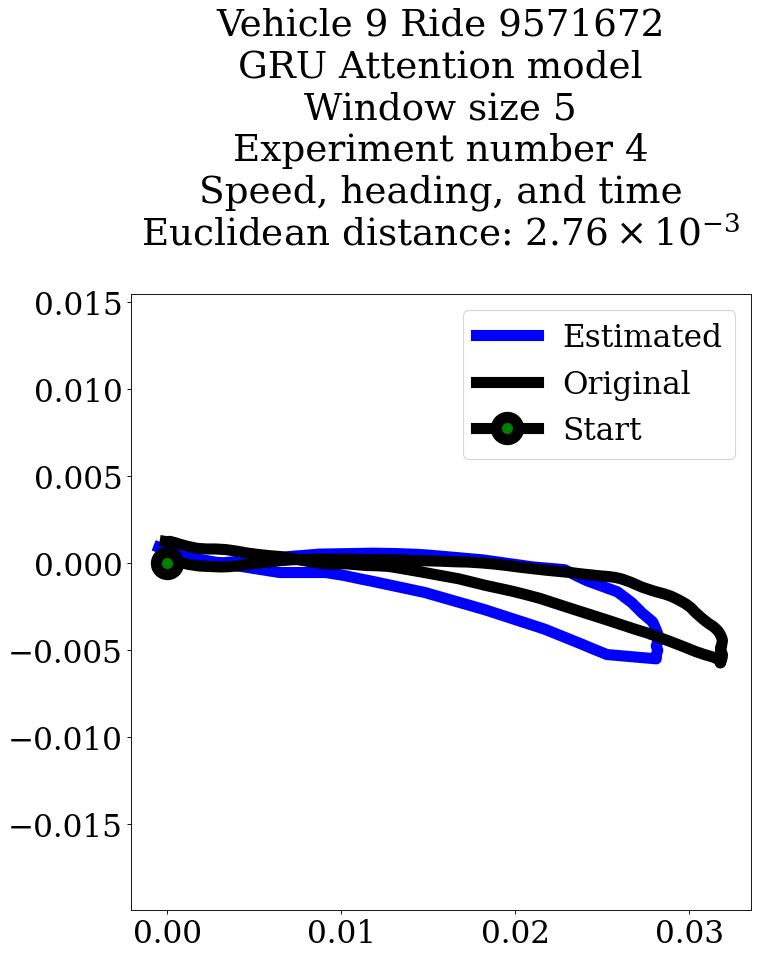 Vehicle 9 Ride 9571672
GRU Attention model
Window size 5
Experiment number 4
Speed, heading, and time
Euclidean distance: 2.76 × 10⁻³
Estimated
Original
Start
0.015
0.010
0.005
0.000
−0.005
−0.010
−0.015
0.00 0.01 0.02 0.03